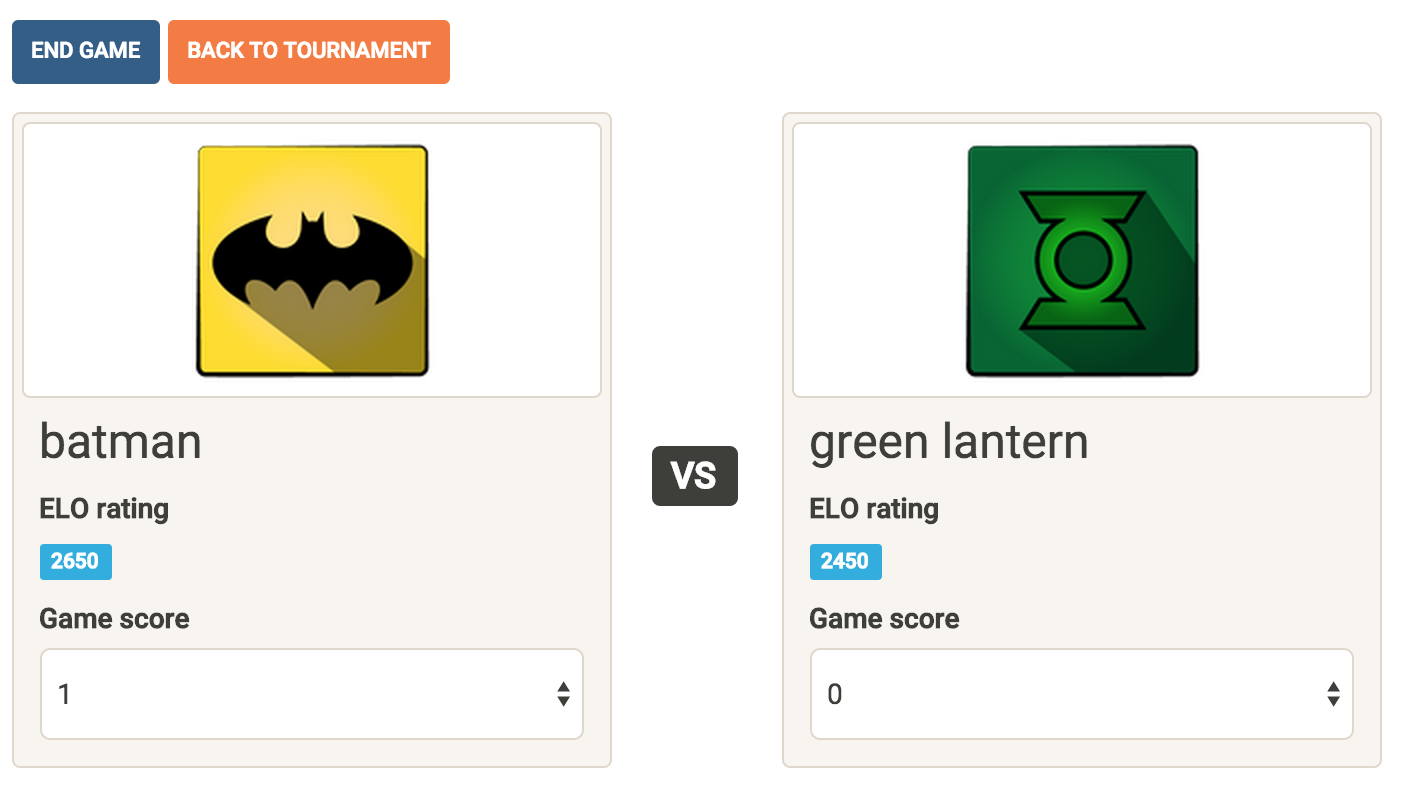 END GAME
BACK TO TOURNAMENT
batman
ELO rating
2650
Game score
1
VS
green lantern
ELO rating
2450
Game score
0